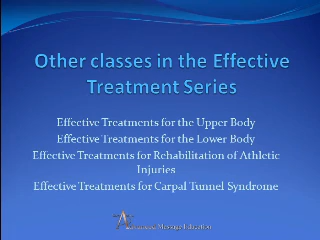 Other classes in the Effective
Treatment Series
Effective Treatments for the Upper Body
Effective Treatments for the Lower Body
Effective Treatments for Rehabilitation of Athletic
Injuries
Effective Treatments for Carpal Tunnel Syndrome
Massage Education